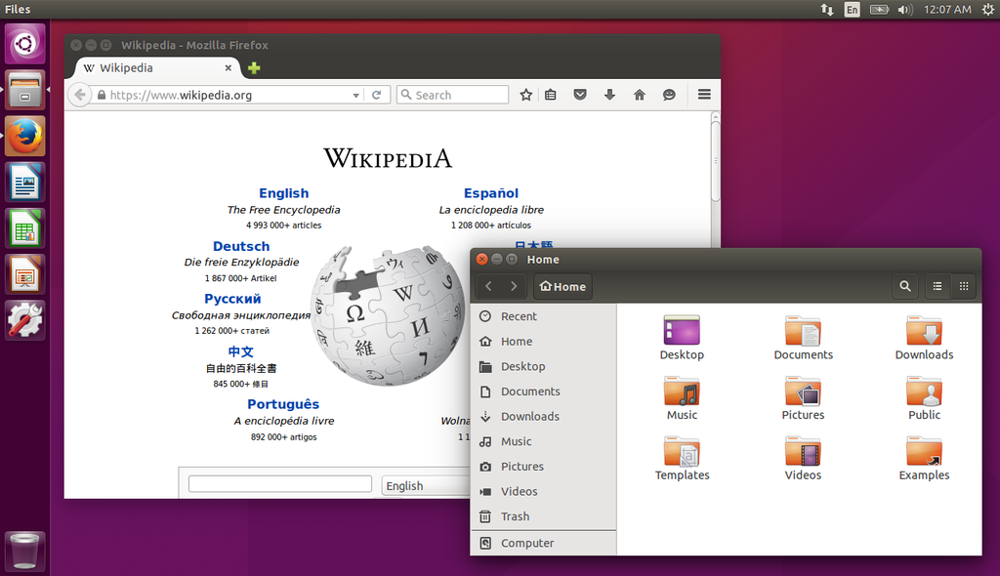 Files
En
12:07 AM
Wikipedia - Mozilla Firefox
W Wikipedia
https://www.wikipedia.org
Search
WIKIPEDIA
English
The Free Encyclopedia
4 993 000+ articles
Español
La enciclopedia libre
1 208 000+ artículos
Deutsch
Die freie Enzyklopädie
1 867 000+ Artikel
日本語
Русский
Свободная энциклопедия
1 262 000+ статей
中文
自由的百科全書
845 000+ 條目
Português
A enciclopédia livre
892 000+ artigos
Wolna
1 1
Ω
W
И
維
English
Home
Home
Recent
Home
Desktop
Documents
Downloads
Music
Pictures
Videos
Trash
Computer
Desktop
Documents
Downloads
Music
Pictures
Public
Templates
Videos
Examples